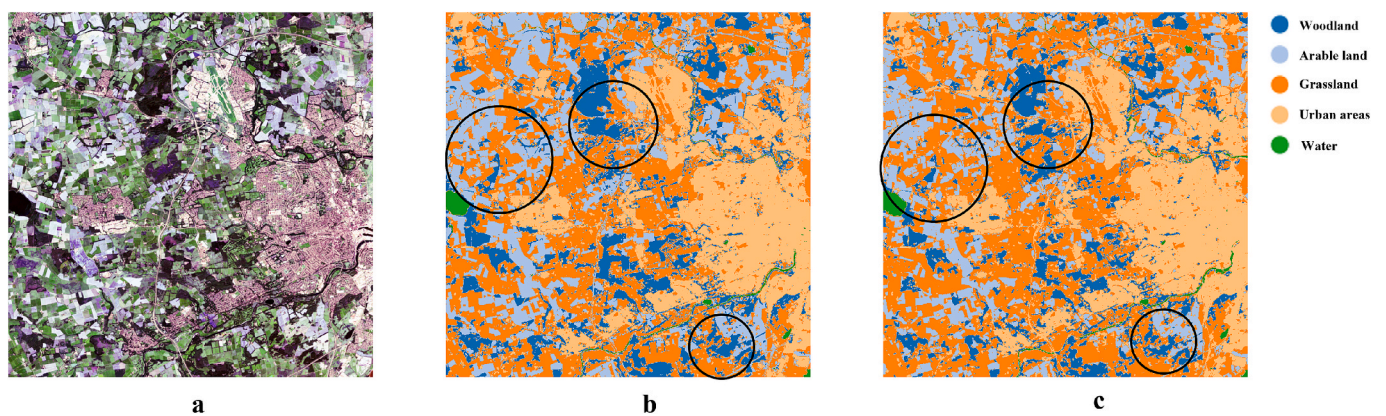 Woodland
Arable land
Grassland
Urban areas
Water
a
b
c